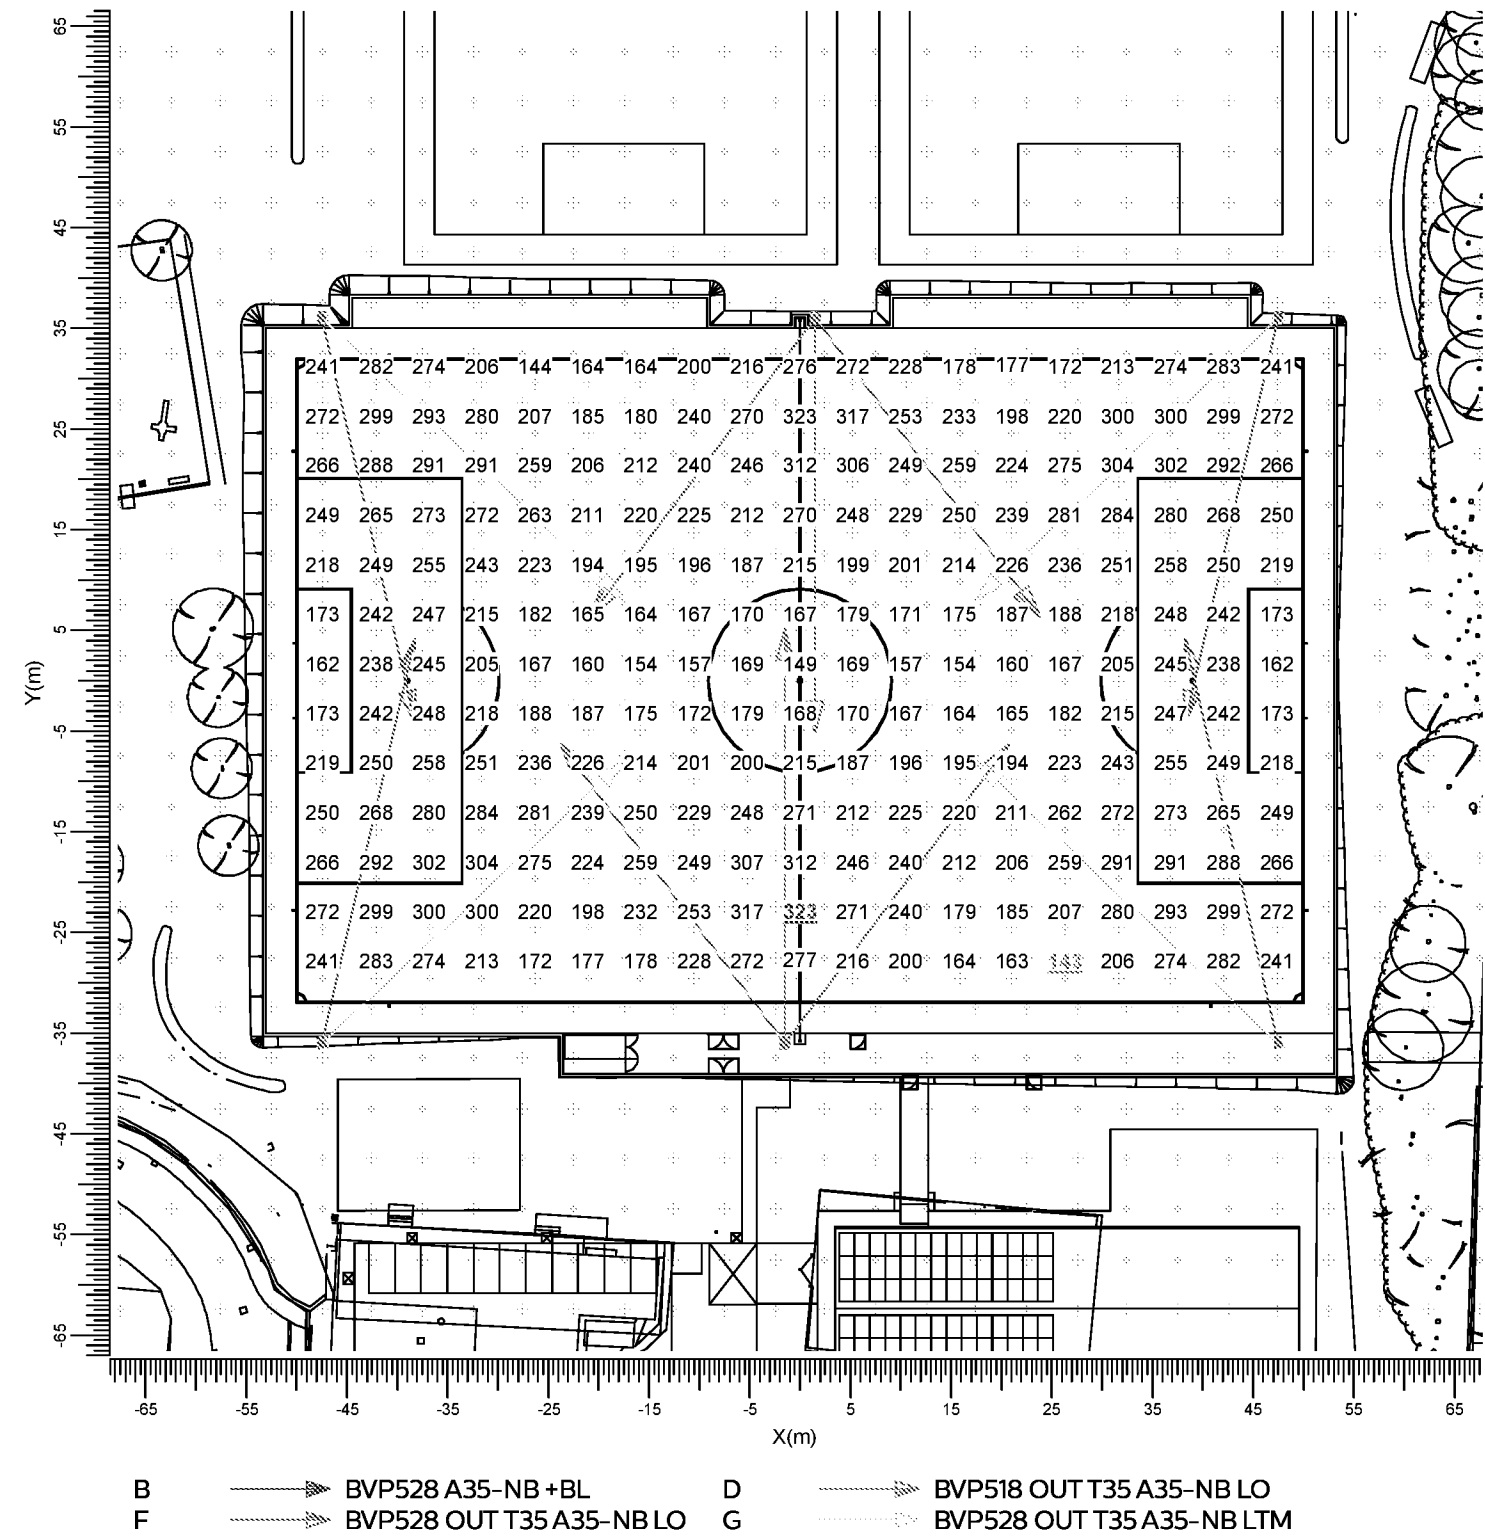 65
55
45
35
241 282 274 206 144 164 164 200 216 276 272 228 178 177 172 213 274 283 241
25
272 299 293 280 207 185 180 240 270 323 317 253 233 198 220 300 300 299 272
266 288 291 291 259 206 212 240 246 312 306 249 259 224 275 304 302 292 266
15
249 265 273 272 263 211 220 225 212 270 248 229 250 239 281 284 280 268 250
218 249 255 243 223 194 195 196 187 215 199 201 214 226 236 251 258 250 219
5
173 242 247 215 182 165 164 167 170 167 179 171 175 187 188 218 248 242 173
Y(m)
162 238 245 205 167 160 154 157 169 149 169 157 154 160 167 205 245 238 162
-5
173 242 248 218 188 187 175 172 179 168 170 167 164 165 182 215 247 242 173
219 250 258 251 236 226 214 201 200 215 187 196 195 194 223 243 255 249 218
-15
250 268 280 284 281 239 250 229 248 271 212 225 220 211 262 272 273 265 249
266 292 302 304 275 224 259 249 307 312 246 240 212 206 259 291 291 288 266
-25
272 299 300 300 220 198 232 253 317 323 271 240 179 185 207 280 293 299 272
241 283 274 213 172 177 178 228 272 277 216 200 164 163 143 206 274 282 241
-35
-45
-55
-65
-65 -55 -45 -35 -25 -15 -5 5 15 25 35 45 55 65
X(m)
B BVP528 A35-NB +BL D BVP518 OUT T35 A35-NB LO
F BVP528 OUT T35 A35-NB LO G BVP528 OUT T35 A35-NB LTM